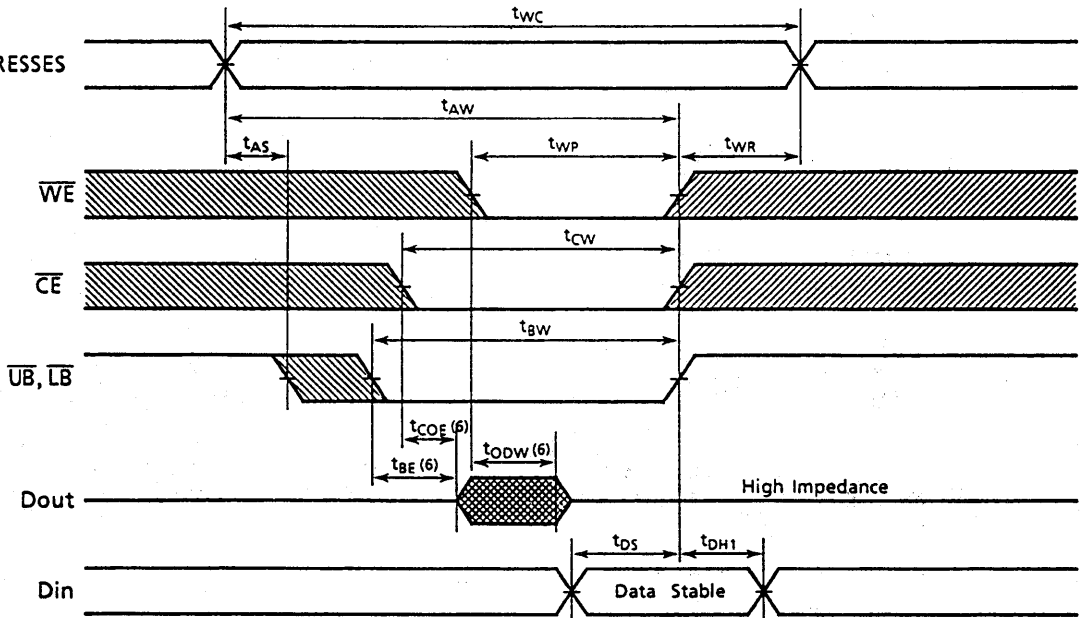 tWC
RESSES
tAW
tAS
tWP
tWR
WE
tCW
CE
tBW
UB, LB
tCOE (6)
tODW (6)
tBE (6)
High Impedance
Dout
tDS
tDH1
Din
Data Stable